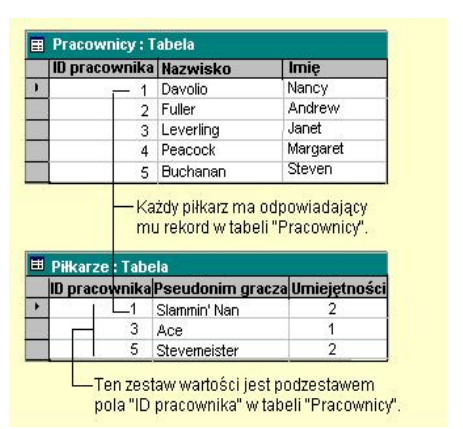 Pracownicy : Tabela
ID pracownika Nazwisko Imię
1 Davolio Nancy
2 Fuller Andrew
3 Leverling Janet
4 Peacock Margaret
5 Buchanan Steven
Każdy piłkarz ma odpowiadający
mu rekord w tabeli "Pracownicy".
Piłkarze : Tabela
ID pracownika Pseudonim gracza Umiejętności
1 Slammin' Nan 2
3 Ace 1
5 Stevemeister 2
Ten zestaw wartości jest podzestawem
pola "ID pracownika" w tabeli "Pracownicy".